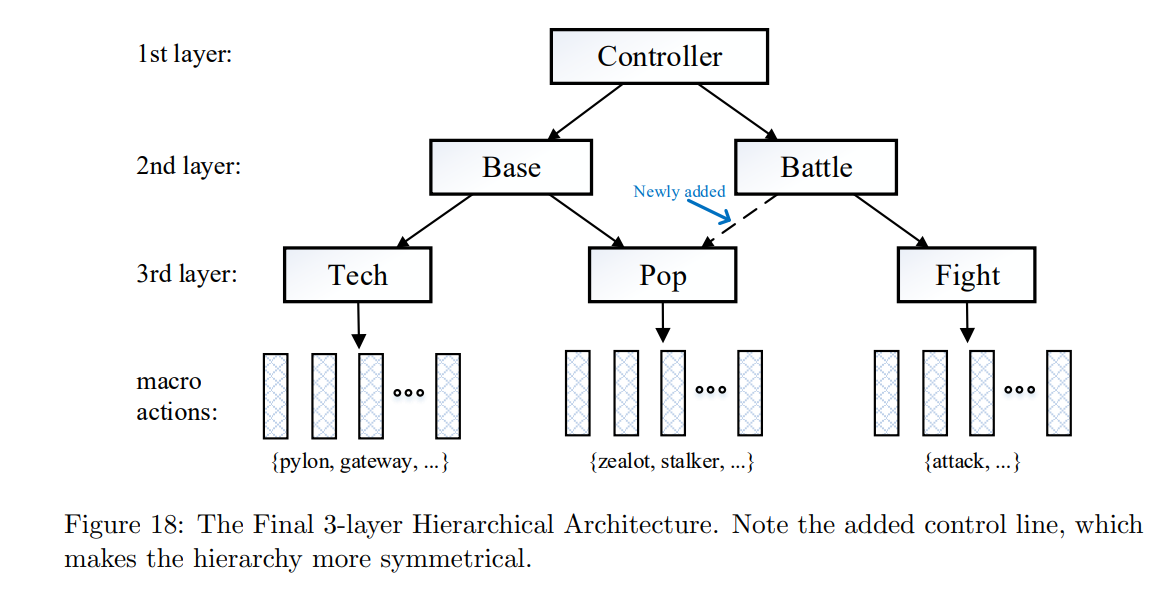 1st layer:
Controller
2nd layer:
Base
Battle
Newly added
3rd layer:
Tech
Pop
Fight
macro
actions:
{pylon, gateway, ...}
{zealot, stalker, ...}
{attack, ...}
Figure 18: The Final 3-layer Hierarchical Architecture. Note the added control line, which
makes the hierarchy more symmetrical.